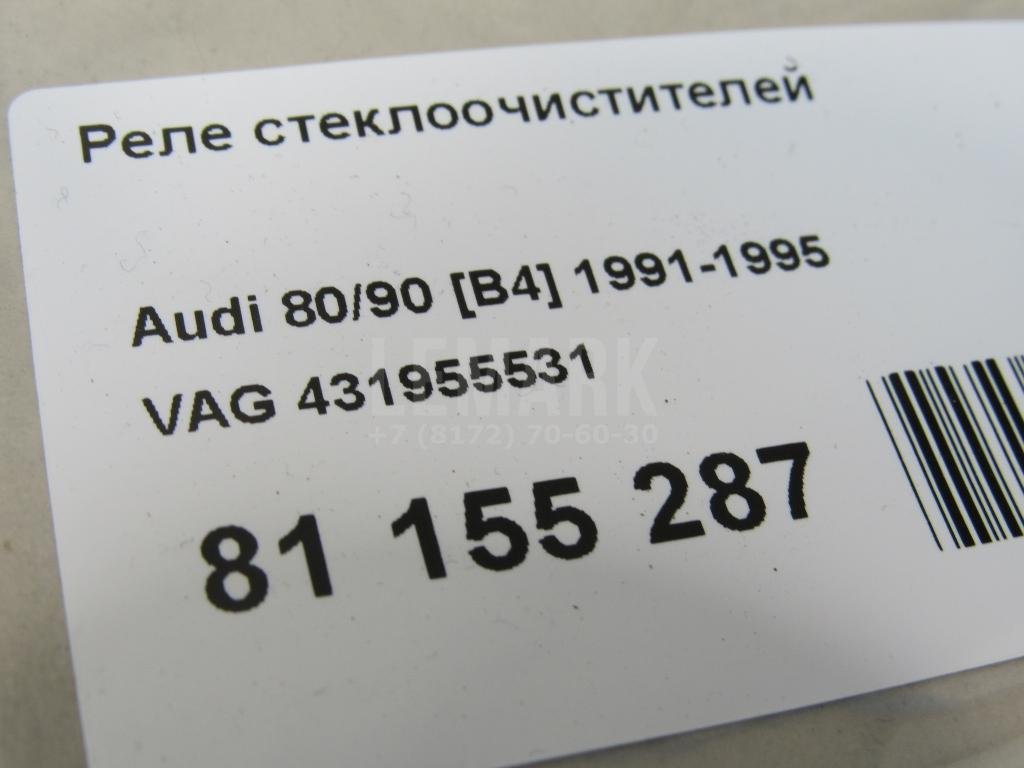 Реле стеклоочистителей
Audi 80/90 [B4] 1991-1995
VAG 431955531
LEMARK
+7 (8172) 70-60-30
81 155 287